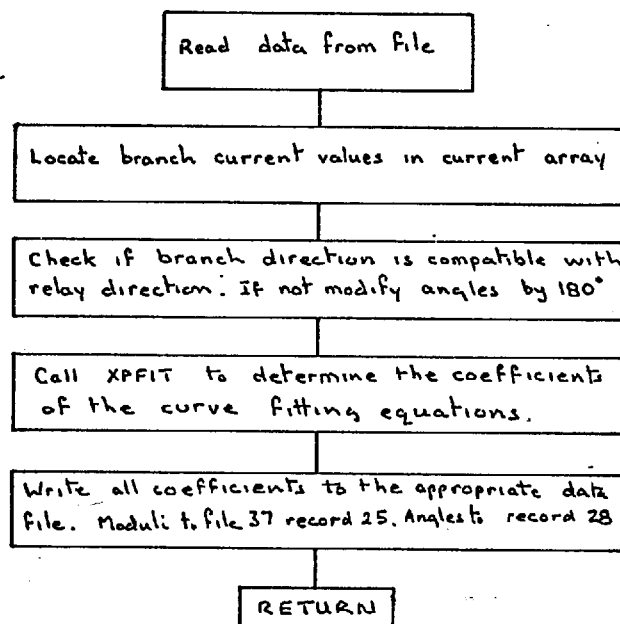 Read data from file
Locate branch current values in current array
Check if branch direction is compatible with
relay direction. If not modify angles by 180°
Call XPFIT to determine the coefficients
of the curve fitting equations.
Write all coefficients to the appropriate data
file. Moduli to file 37 record 25. Angles to record 28
RETURN